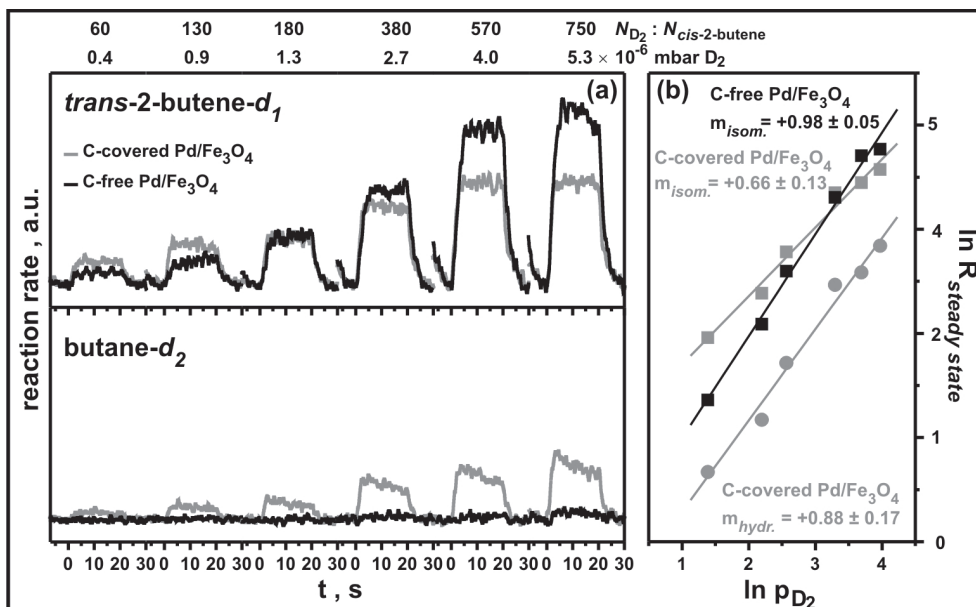 60 130 180 380 570 750 N_D₂ : N_cis-2-butene
0.4 0.9 1.3 2.7 4.0 5.3 × 10⁻⁶ mbar D₂
trans-2-butene-d₁
(a)
C-covered Pd/Fe₃O₄
C-free Pd/Fe₃O₄
butane-d₂
reaction rate , a.u.
0 10 20 30 0 10 20 30 0 10 20 30 0 10 20 30 0 10 20 30 0 10 20 30
t , s
(b)
C-free Pd/Fe₃O₄
m_isom. = +0.98 ± 0.05
C-covered Pd/Fe₃O₄
m_isom. = +0.66 ± 0.13
C-covered Pd/Fe₃O₄
m_hydr. = +0.88 ± 0.17
5
4
2
1
0
ln R_steady state
1 2 3 4
ln p_D₂